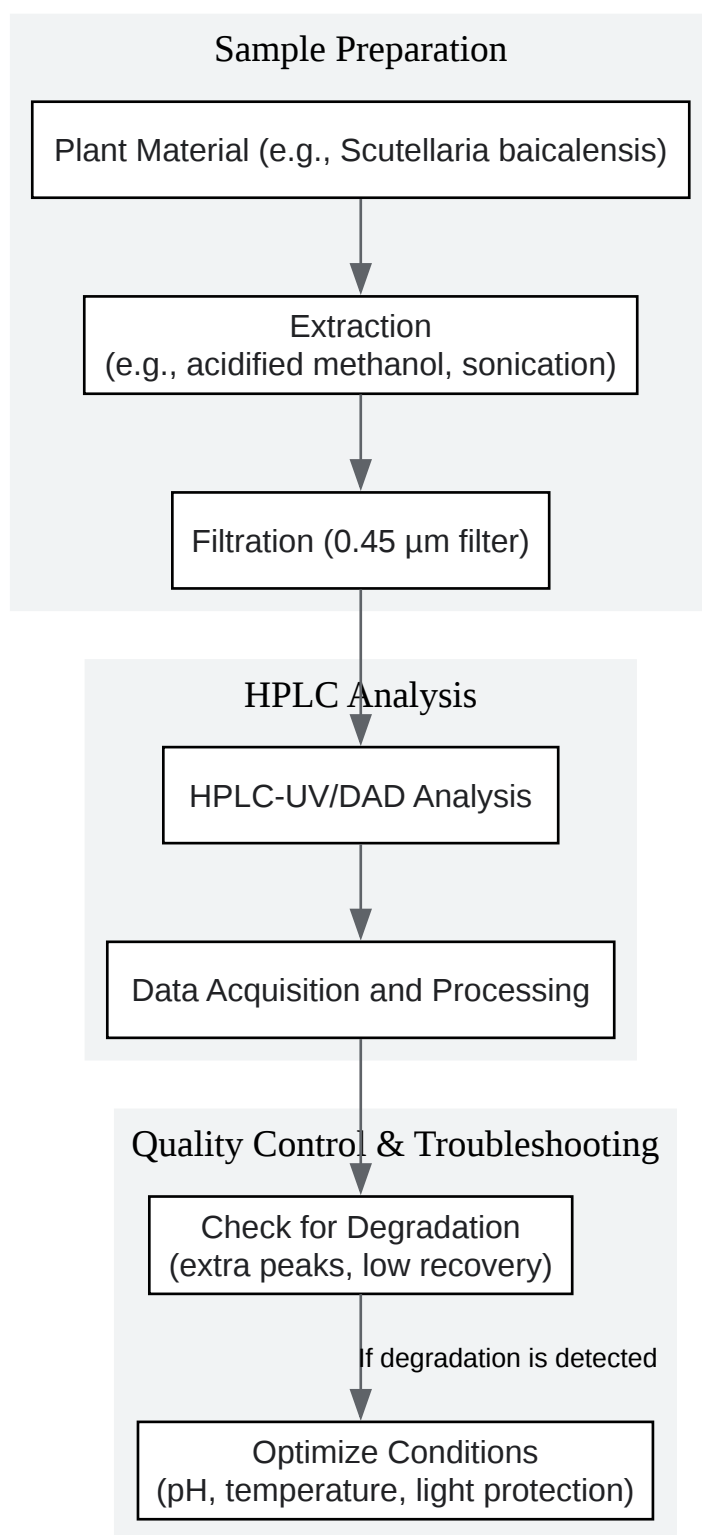 Sample Preparation
Plant Material (e.g., Scutellaria baicalensis)
Extraction
(e.g., acidified methanol, sonication)
Filtration (0.45 µm filter)
HPLC Analysis
HPLC-UV/DAD Analysis
Data Acquisition and Processing
Quality Control & Troubleshooting
Check for Degradation
(extra peaks, low recovery)
If degradation is detected
Optimize Conditions
(pH, temperature, light protection)